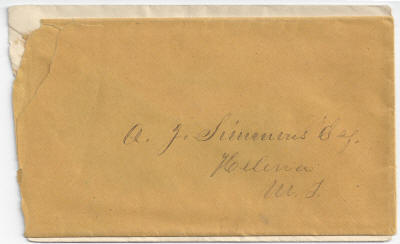 A. J. Simmons Esq.
Helena
M. T.